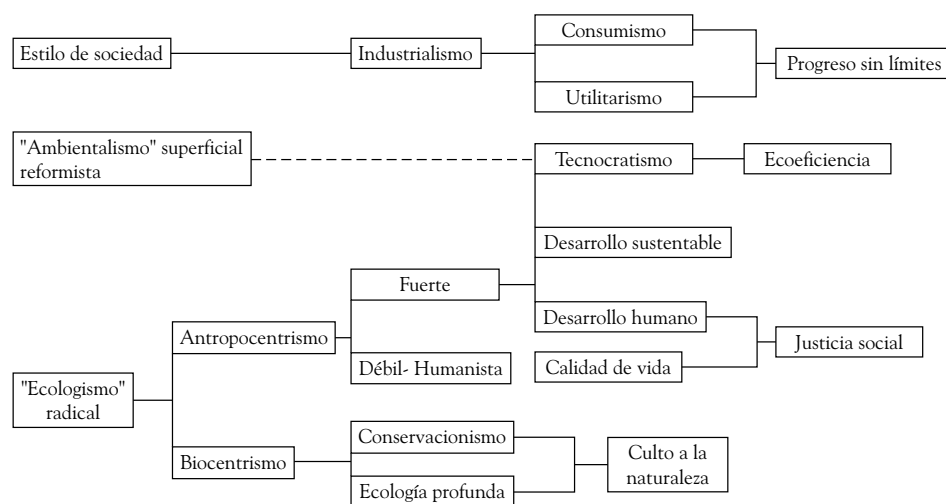 Estilo de sociedad
Industrialismo
Consumismo
Utilitarismo
Progreso sin límites
"Ambientalismo" superficial
reformista
Tecnocratismo
Ecoeficiencia
Desarrollo sustentable
Fuerte
Desarrollo humano
Antropocentrismo
Justicia social
Débil- Humanista
Calidad de vida
"Ecologismo"
radical
Conservacionismo
Biocentrismo
Culto a la
naturaleza
Ecología profunda